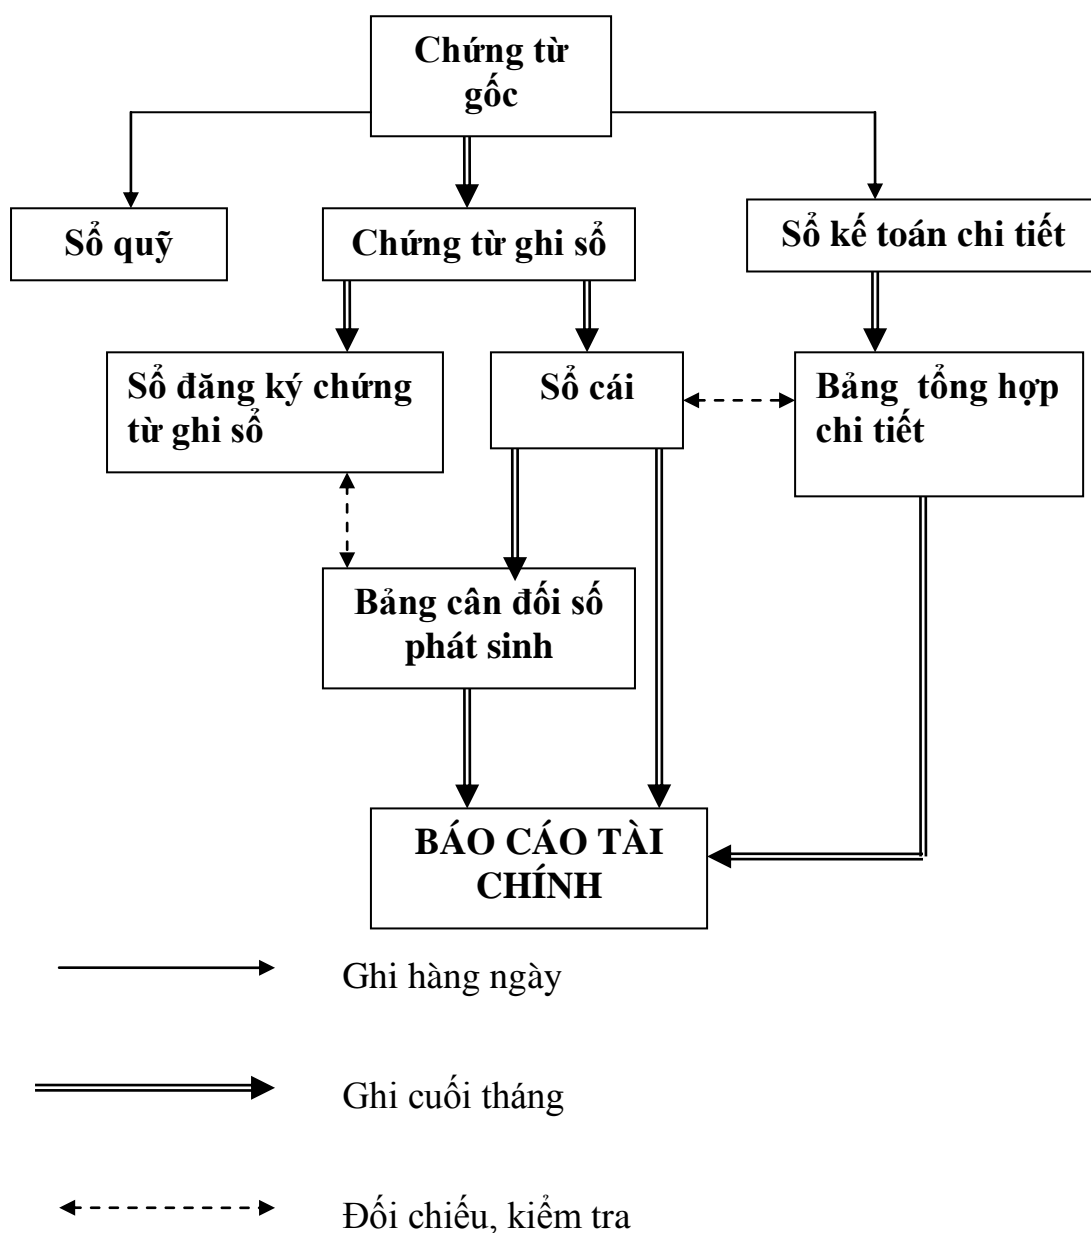 Chứng từ
gốc
Sổ quỹ
Chứng từ ghi sổ
Sổ kế toán chi tiết
Sổ đăng ký chứng
từ ghi sổ
Sổ cái
Bảng tổng hợp
chi tiết
Bảng cân đối số
phát sinh
BÁO CÁO TÀI
CHÍNH
Ghi hàng ngày
Ghi cuối tháng
Đối chiếu, kiểm tra